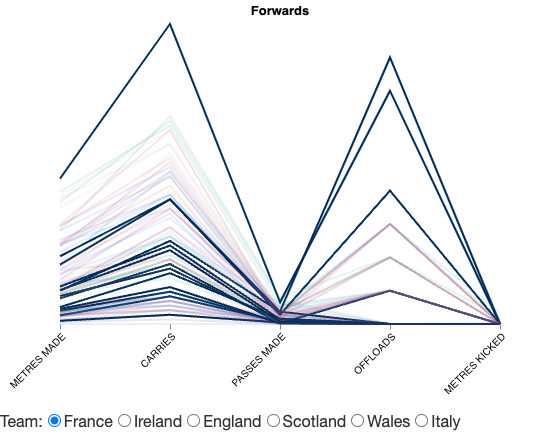 Forwards
METRES MADE
CARRIES
PASSES MADE
OFFLOADS
METRES KICKED
Team: France Ireland England Scotland Wales Italy